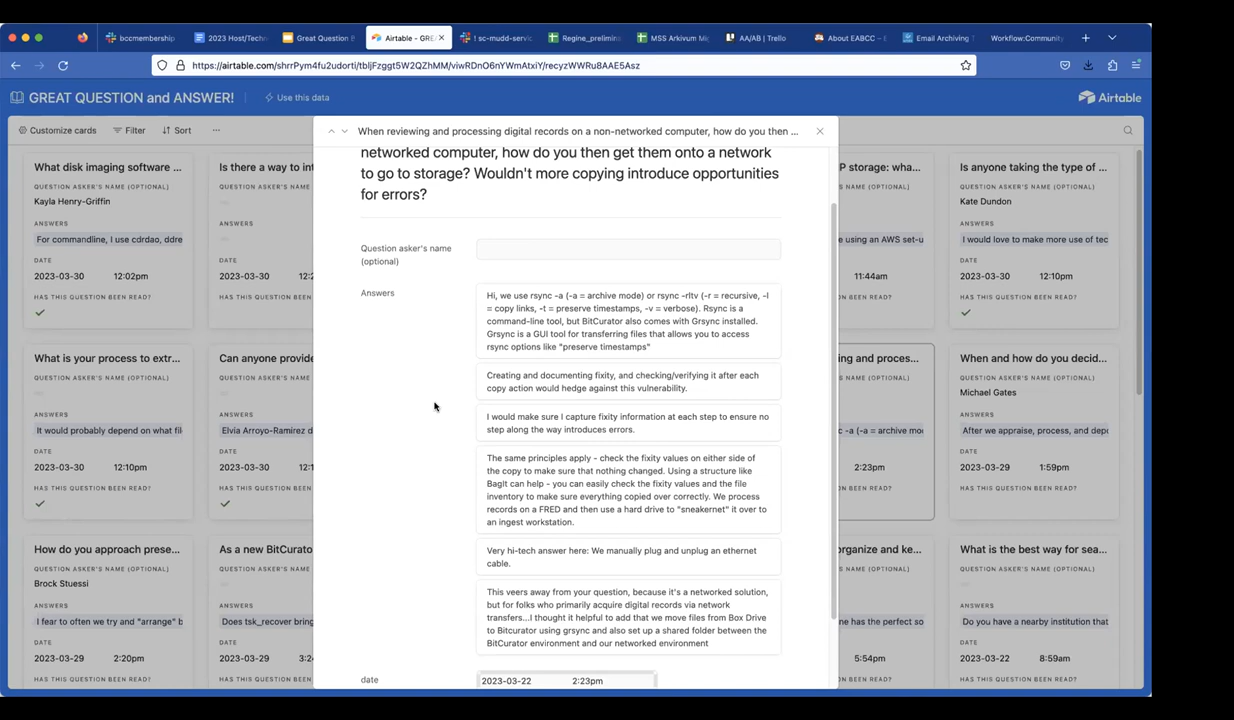 bccmembership
2023 Host/Tech
Great Question B
Airtable - GRE
! sc-mudd-servic
Regine_prelimin
MSS Arkivum Mi
AA/AB | Trello
About EABCC –
Email Archiving
Workflow:Community
https://airtable.com/shrrPym4fu2udorti/tbljFzggt5W2QZhMM/viwRDnO6nYWmAtxiY/recyzWWRu8AAE5Asz
GREAT QUESTION and ANSWER!
Use this data
Airtable
Customize cards
Filter
Sort
...
When reviewing and processing digital records on a non-networked computer, how do you then ...
networked computer, how do you then get them onto a network
to go to storage? Wouldn't more copying introduce opportunities
for errors?
Question asker's name
(optional)
Answers
Hi, we use rsync -a (-a = archive mode) or rsync -rltv (-r = recursive, -l
= copy links, -t = preserve timestamps, -v = verbose). Rsync is a
command-line tool, but BitCurator also comes with Grsync installed.
Grsync is a GUI tool for transferring files that allows you to access
rsync options like "preserve timestamps"
Creating and documenting fixity, and checking/verifying it after each
copy action would hedge against this vulnerability.
I would make sure I capture fixity information at each step to ensure no
step along the way introduces errors.
The same principles apply - check the fixity values on either side of
the copy to make sure that nothing changed. Using a structure like
BagIt can help - you can easily check the fixity values and the file
inventory to make sure everything copied over correctly. We process
records on a FRED and then use a hard drive to "sneakernet" it over to
an ingest workstation.
Very hi-tech answer here: We manually plug and unplug an ethernet
cable.
This veers away from your question, because it's a networked solution,
but for folks who primarily acquire digital records via network
transfers...I thought it helpful to add that we move files from Box Drive
to Bitcurator using grsync and also set up a shared folder between the
BitCurator environment and our networked environment
date
2023-03-22 2:23pm
What disk imaging software ...
QUESTION ASKER'S NAME (OPTIONAL)
Kayla Henry-Griffin
ANSWERS
For commandline, I use cdrdao, ddre
DATE
2023-03-30 12:02pm
HAS THIS QUESTION BEEN READ?
Is there a way to int
QUESTION ASKER'S NAME
ANSWERS
DATE
2023-03-30 12:2
HAS THIS QUESTION BEEN
P storage: wha...
ME (OPTIONAL)
e using an AWS set-u
11:44am
BEEN READ?
Is anyone taking the type of ...
QUESTION ASKER'S NAME (OPTIONAL)
Kate Dundon
ANSWERS
I would love to make more use of tec
DATE
2023-03-30 12:10pm
HAS THIS QUESTION BEEN READ?
What is your process to extr...
QUESTION ASKER'S NAME (OPTIONAL)
ANSWERS
It would probably depend on what fil
DATE
2023-03-30 12:10pm
HAS THIS QUESTION BEEN READ?
Can anyone provide
QUESTION ASKER'S NAME
ANSWERS
Elvia Arroyo-Ramirez d
DATE
2023-03-30
HAS THIS QUESTION BEEN
ing and proces...
ME (OPTIONAL)
c -a (-a = archive mo
2:23pm
BEEN READ?
When and how do you decid...
QUESTION ASKER'S NAME (OPTIONAL)
Michael Gates
ANSWERS
After we appraise, process, and depo
DATE
2023-03-29 1:59pm
HAS THIS QUESTION BEEN READ?
How do you approach prese...
QUESTION ASKER'S NAME (OPTIONAL)
Brock Stuessi
ANSWERS
I fear to often we try and "arrange" b
DATE
2023-03-29 2:20pm
HAS THIS QUESTION BEEN READ?
As a new BitCurator
QUESTION ASKER'S NAME
ANSWERS
Does tsk_recover bring
DATE
2023-03-29 3:2
HAS THIS QUESTION BEEN
organize and ke...
ME (OPTIONAL)
ne has the perfect so
5:54pm
BEEN READ?
What is the best way for sea...
QUESTION ASKER'S NAME (OPTIONAL)
ANSWERS
Do you have a nearby institution that
DATE
2023-03-22 8:59am
HAS THIS QUESTION BEEN READ?